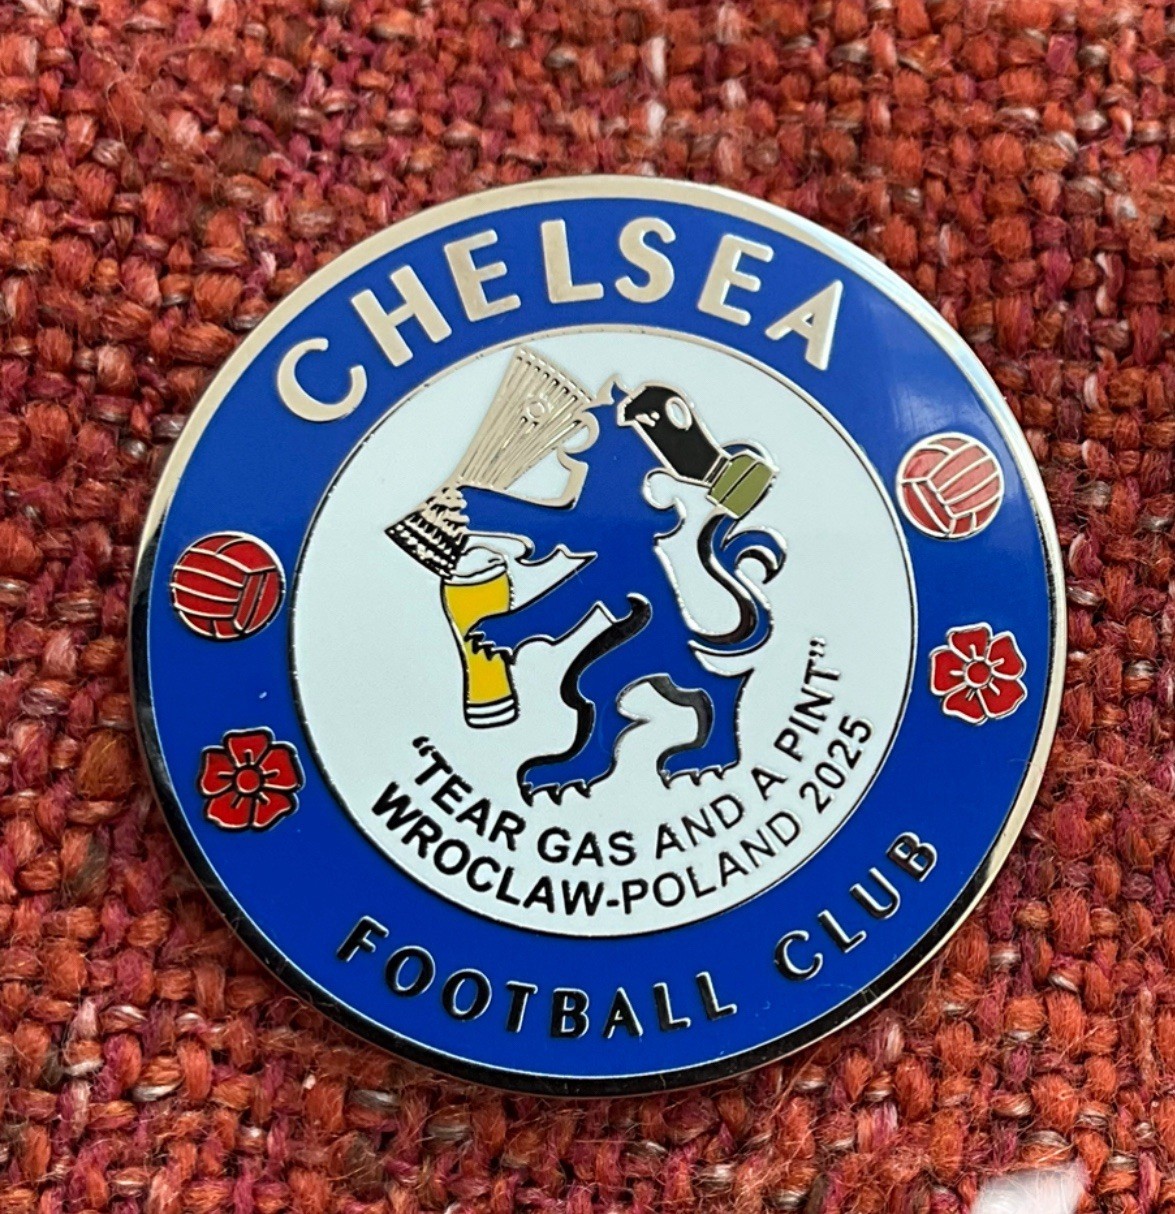 CHELSEA
“TEAR GAS AND A PINT”
WROCLAW-POLAND 2025
FOOTBALL CLUB